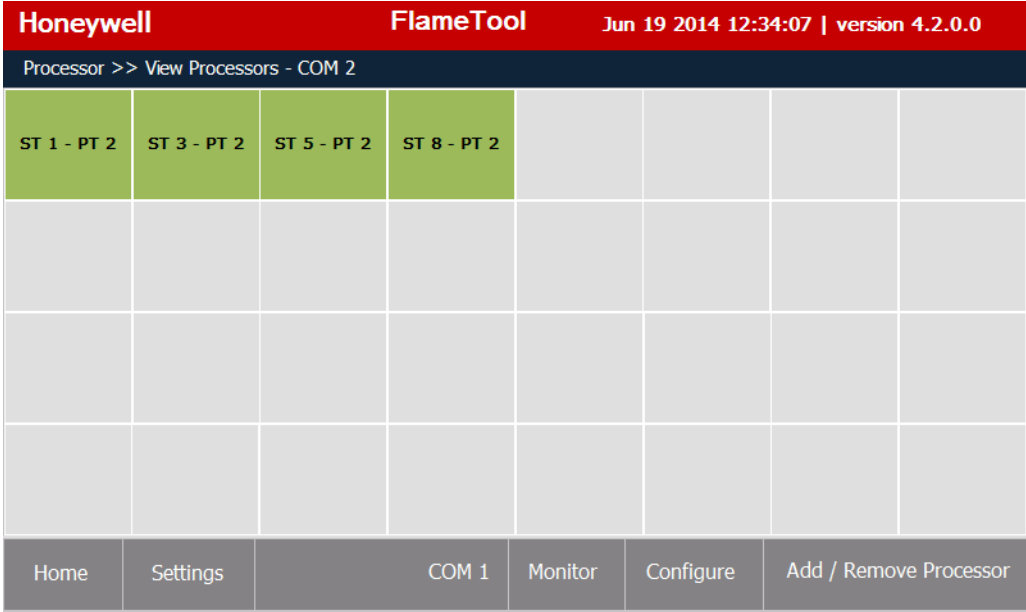 Honeywell FlameTool Jun 19 2014 12:34:07 | version 4.2.0.0
Processor >> View Processors - COM 2
ST 1 - PT 2 ST 3 - PT 2 ST 5 - PT 2 ST 8 - PT 2
Home Settings COM 1 Monitor Configure Add / Remove Processor